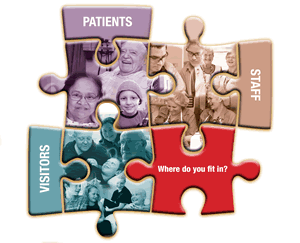 PATIENTS
STAFF
VISITORS
Where do you fit in?